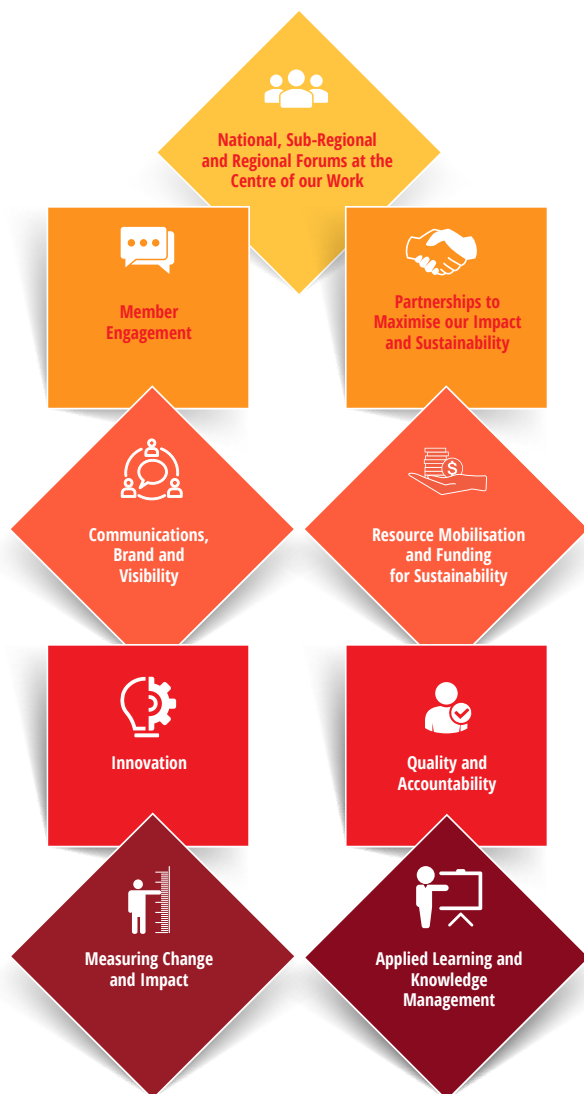 National, Sub-Regional
and Regional Forums at the
Centre of our Work
Member
Engagement
Partnerships to
Maximise our Impact
and Sustainability
Communications,
Brand and
Visibility
Resource Mobilisation
and Funding
for Sustainability
Innovation
Quality and
Accountability
Measuring Change
and Impact
Applied Learning and
Knowledge
Management